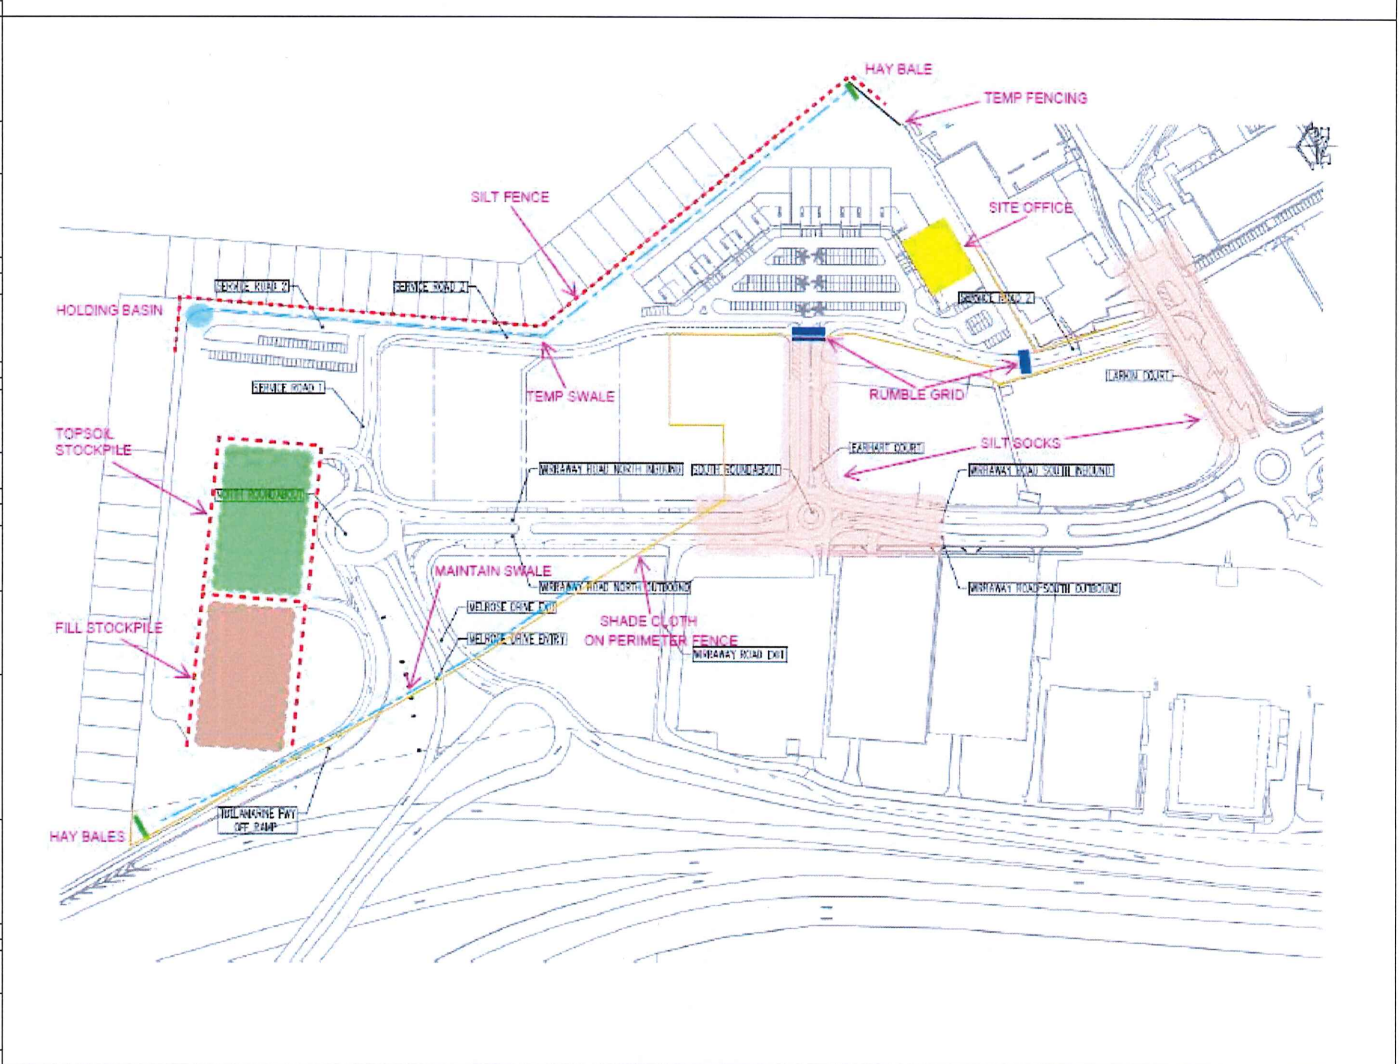 HAY BALE
TEMP FENCING
SILT FENCE
SITE OFFICE
SERVICE ROAD 2
SERVICE ROAD 2
SERVICE ROAD 2
HOLDING BASIN
LARKIN COURT
SERVICE ROAD 1
TEMP SWALE
RUMBLE GRID
TOPSOIL
STOCKPILE
EARHART COURT
SILT SOCKS
WIRRAWAY ROAD NORTH INBOUND
SOUTH ROUNDABOUT
WIRRAWAY ROAD SOUTH INBOUND
NORTH ROUNDABOUT
MAINTAIN SWALE
WIRRAWAY ROAD NORTH OUTBOUND
WIRRAWAY ROAD SOUTH OUTBOUND
MELROSE DRIVE EXIT
SHADE CLOTH
ON PERIMETER FENCE
FILL STOCKPILE
MELROSE DRIVE ENTRY
WIRRAWAY ROAD EXIT
TULLAMARINE FWY
OFF RAMP
HAY BALES